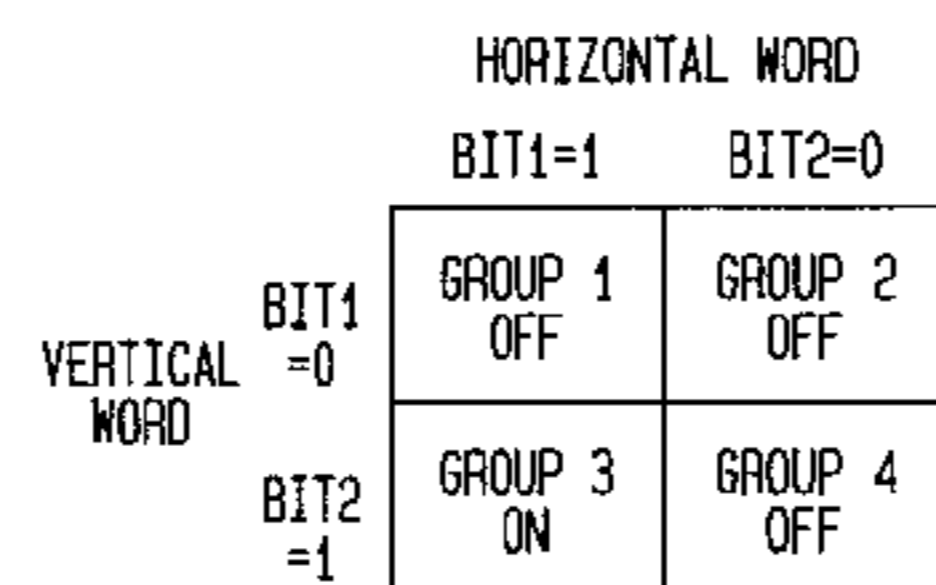 HORIZONTAL WORD
BIT1=1 BIT2=0
VERTICAL
WORD
BIT1
=0
GROUP 1
OFF
GROUP 2
OFF
BIT2
=1
GROUP 3
ON
GROUP 4
OFF